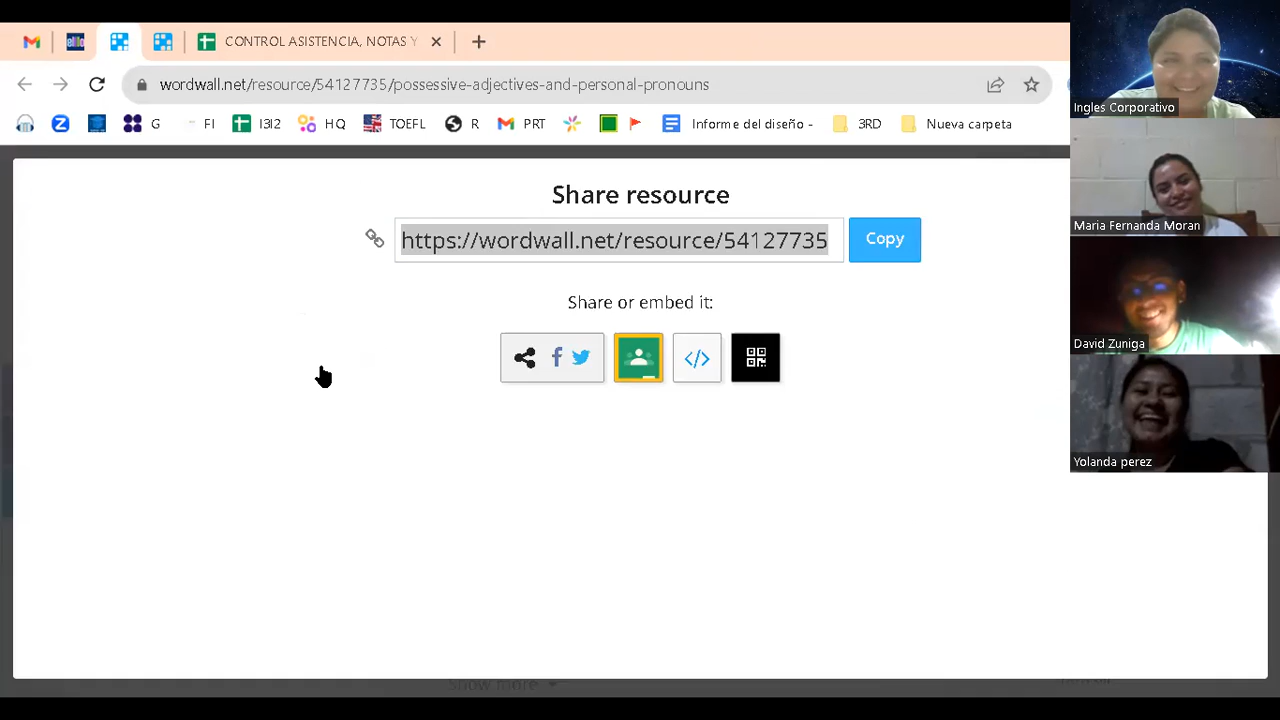 CONTROL ASISTENCIA, NOTAS Y
wordwall.net/resource/54127735/possessive-adjectives-and-personal-pronouns
G FI I3I2 HQ TOEFL R PRT Informe del diseño - 3RD Nueva carpeta
Share resource
https://wordwall.net/resource/54127735 Copy
Share or embed it:
Show more
Ingles Corporativo
Maria Fernanda Moran
David Zuniga
Yolanda perez